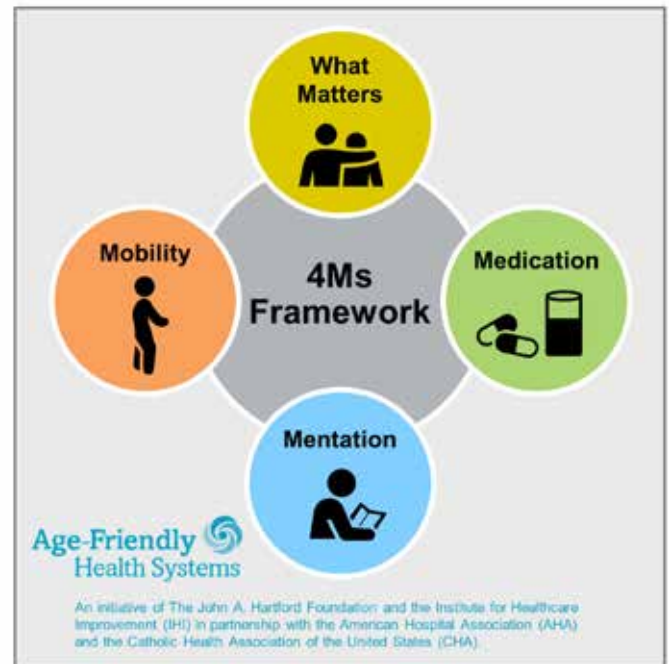 What
Matters
Mobility
4Ms
Framework
Medication
Mentation
Age-Friendly
Health Systems
An initiative of The John A. Hartford Foundation and the Institute for Healthcare
Improvement (IHI) in partnership with the American Hospital Association (AHA)
and the Catholic Health Association of the United States (CHA).